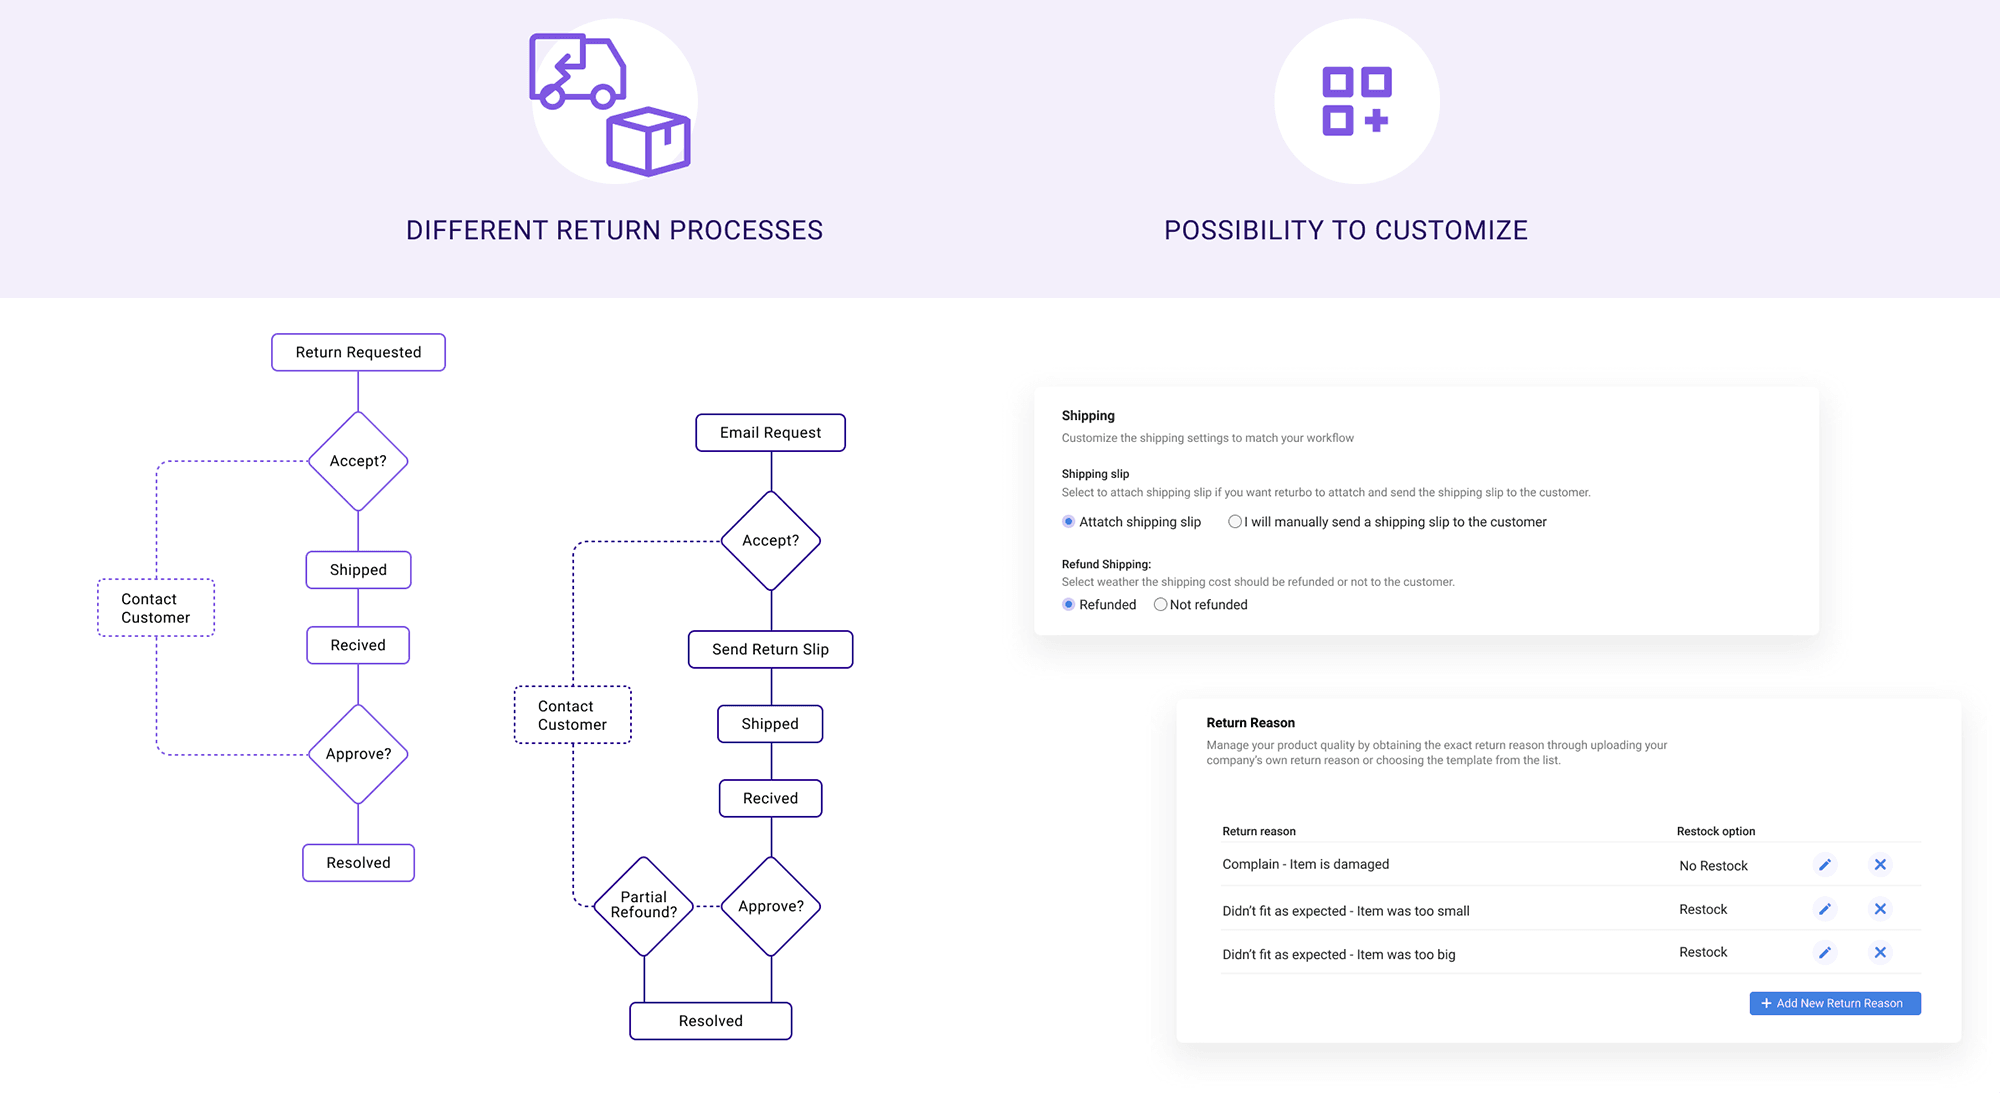 DIFFERENT RETURN PROCESSES
POSSIBILITY TO CUSTOMIZE
Return Requested
Accept?
Shipped
Contact
Customer
Recived
Approve?
Resolved
Email Request
Accept?
Send Return Slip
Contact
Customer
Shipped
Recived
Partial
Refound?
Approve?
Resolved
Shipping
Customize the shipping settings to match your workflow
Shipping slip
Select to attach shipping slip if you want returbo to attatch and send the shipping slip to the customer.
Attatch shipping slip
I will manually send a shipping slip to the customer
Refund Shipping:
Select weather the shipping cost should be refunded or not to the customer.
Refunded
Not refunded
Return Reason
Manage your product quality by obtaining the exact return reason through uploading your
company's own return reason or choosing the template from the list.
Return reason
Restock option
Complain - Item is damaged
No Restock
Didn't fit as expected - Item was too small
Restock
Didn't fit as expected - Item was too big
Restock
+ Add New Return Reason